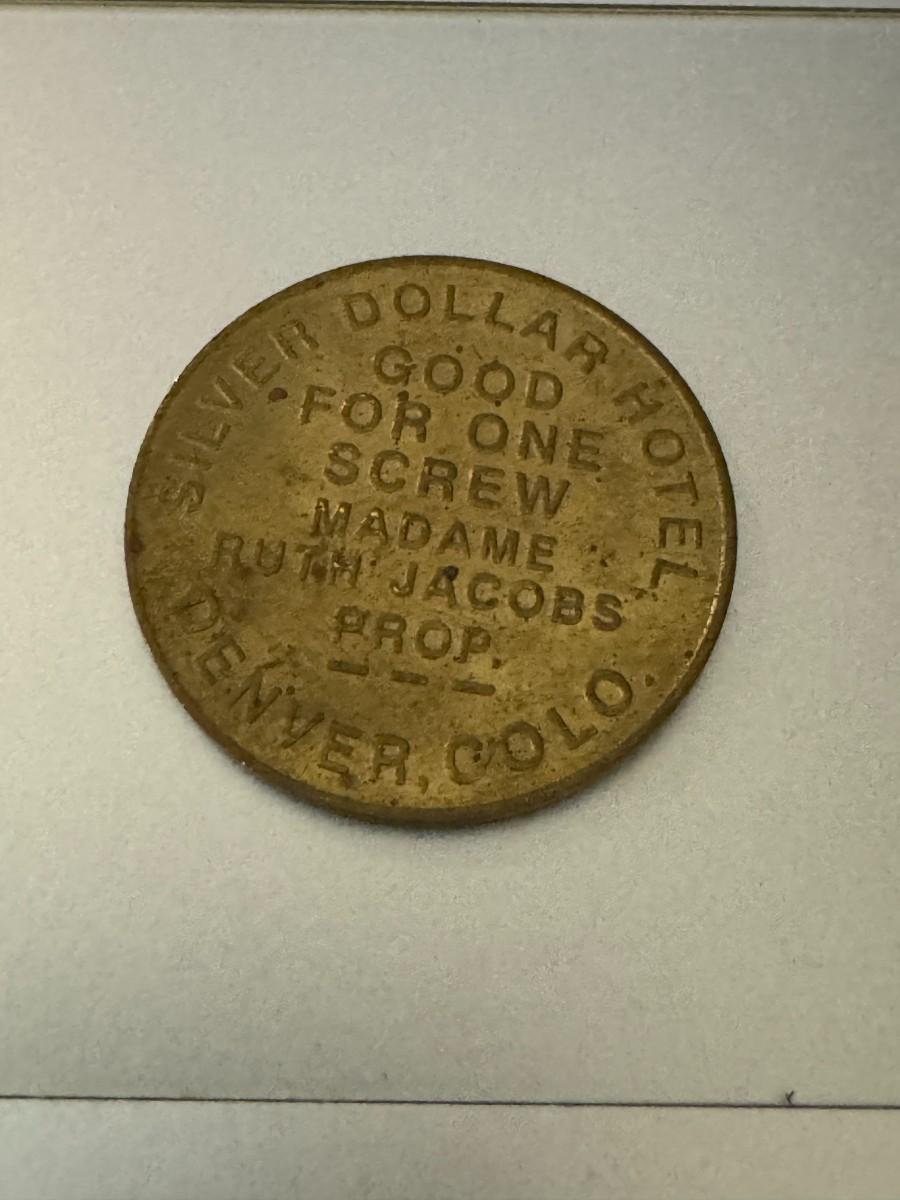 SILVER DOLLAR HOTEL
GOOD
FOR ONE
SCREW
MADAME
RUTH JACOBS
PROP.
DENVER, COLO.